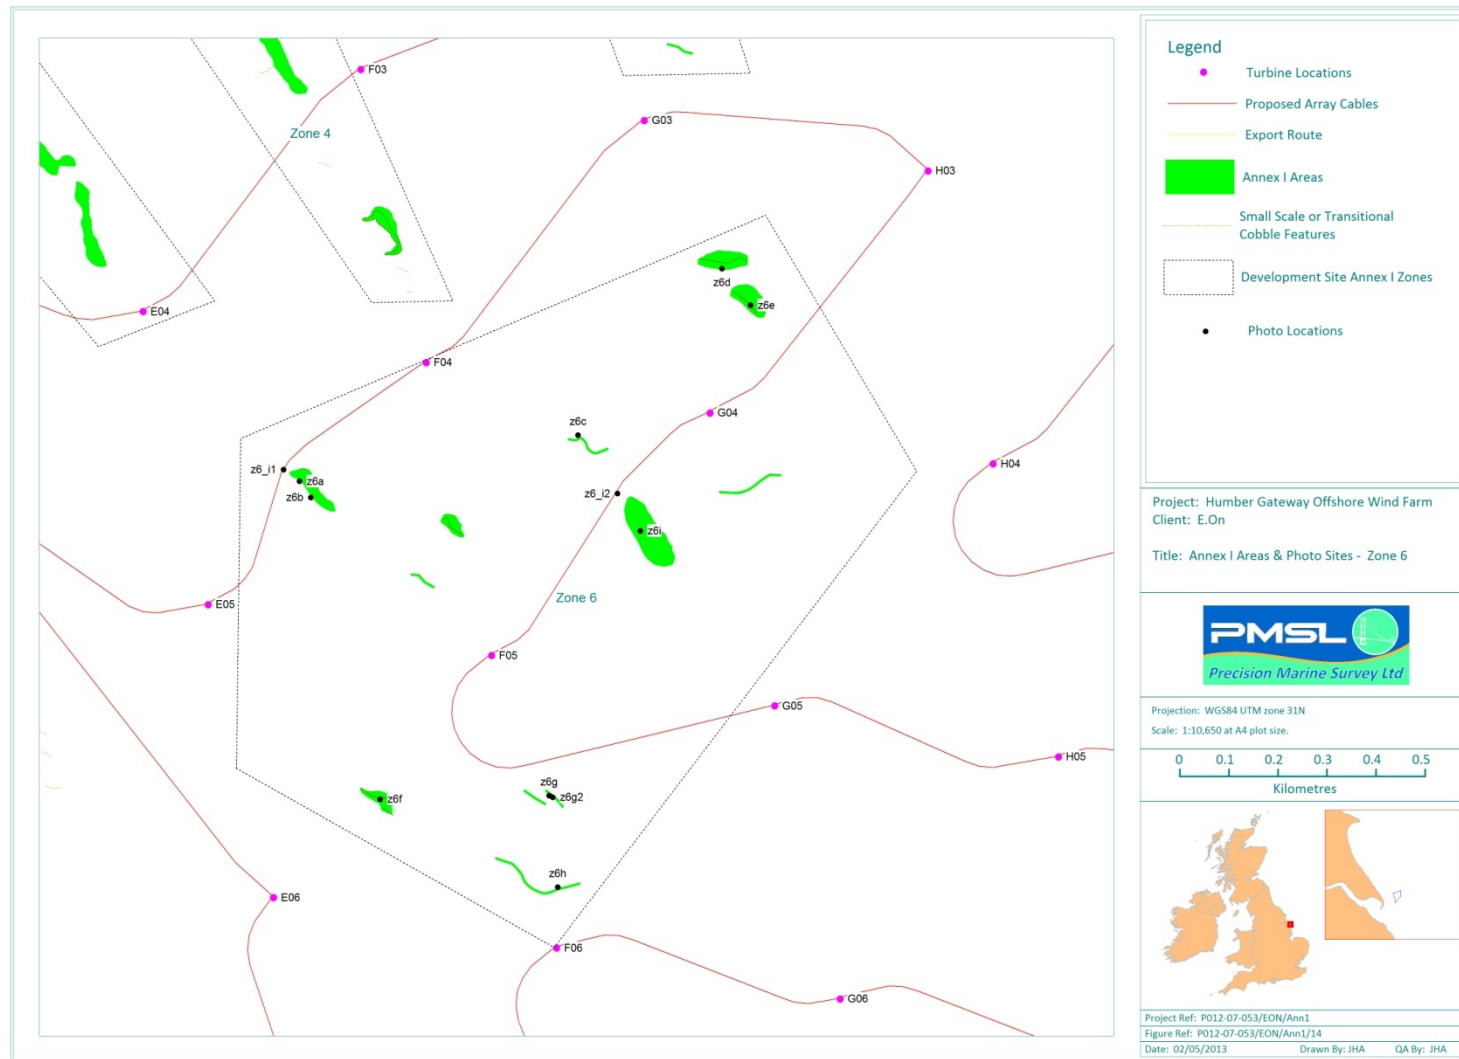 F03
Zone 4
G03
H03
z6d
z6e
E04
F04
G04
z6c
H04
z6_i1
z6a
z6b
z6_i2
z6i
Zone 6
E05
F05
G05
H05
z6g
z6g2
z6f
z6h
E06
F06
G06
Legend
Turbine Locations
Proposed Array Cables
Export Route
Annex I Areas
Small Scale or Transitional
Cobble Features
Development Site Annex I Zones
Photo Locations
Project: Humber Gateway Offshore Wind Farm
Client: E.On
Title: Annex I Areas & Photo Sites - Zone 6
PMSL
Precision Marine Survey Ltd
Projection: WGS84 UTM zone 31N
Scale: 1:10,650 at A4 plot size.
0 0.1 0.2 0.3 0.4 0.5
Kilometres
Project Ref: P012-07-053/EON/Ann1
Figure Ref: P012-07-053/EON/Ann1/14
Date: 02/05/2013 Drawn By: JHA QA By: JHA